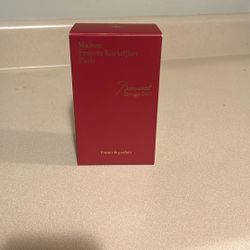 Maison
Francis Kurkdjian
Paris
Baccarat
Rouge 540
Extrait de parfum